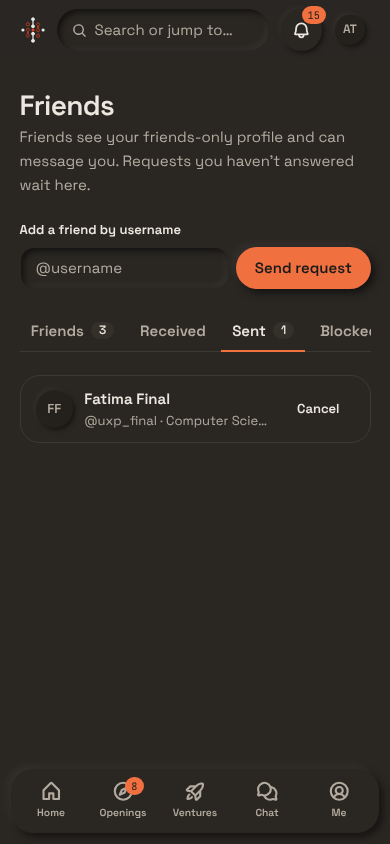 Search or jump to...
15
AT
Friends
Friends see your friends-only profile and can
message you. Requests you haven't answered
wait here.
Add a friend by username
@username
Send request
Friends 3 Received Sent 1 Blocke
FF
Fatima Final
@uxp_final · Computer Scie...
Cancel
8
Home Openings Ventures Chat Me